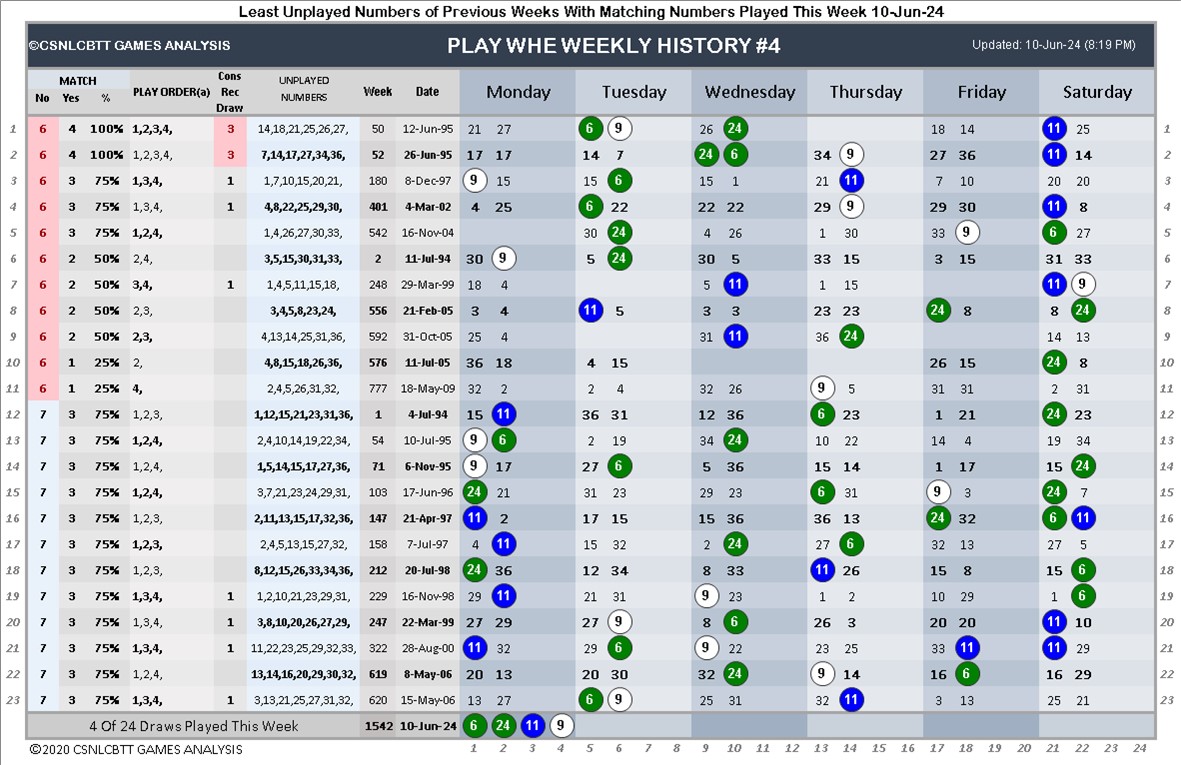 Least Unplayed Numbers of Previous Weeks With Matching Numbers Played This Week 10-Jun-24
©CSNLCBTT GAMES ANALYSIS PLAY WHE WEEKLY HISTORY #4 Updated: 10-Jun-24 (8:19 PM)
MATCH Cons UNPLAYED
No Yes % PLAY ORDER(a) Rec NUMBERS Week Date Monday Tuesday Wednesday Thursday Friday Saturday
Draw
1 6 4 100% 1,2,3,4, 3 14,18,21,25,26,27, 50 12-Jun-95 21 27 6 9 26 24 18 14 11 25 1
2 6 4 100% 1,2,3,4, 3 7,14,17,27,34,36, 52 26-Jun-95 17 17 14 7 24 6 34 9 27 36 11 14 2
3 6 3 75% 1,3,4, 1 1,7,10,15,20,21, 180 8-Dec-97 9 15 15 6 15 1 21 11 7 10 20 20 3
4 6 3 75% 1,3,4, 1 4,8,22,25,29,30, 401 4-Mar-02 4 25 6 22 22 22 29 9 29 30 11 8 4
5 6 3 75% 1,2,4, 1,4,26,27,30,33, 542 16-Nov-04 30 24 4 26 1 30 33 9 6 27 5
6 6 2 50% 2,4, 3,5,15,30,31,33, 2 11-Jul-94 30 9 5 24 30 5 33 15 3 15 31 33 6
7 6 2 50% 3,4, 1 1,4,5,11,15,18, 248 29-Mar-99 18 4 5 11 1 15 11 9 7
8 6 2 50% 2,3, 3,4,5,8,23,24, 556 21-Feb-05 3 4 11 5 3 3 23 23 24 8 8 24 8
9 6 2 50% 2,3, 4,13,14,25,31,36, 592 31-Oct-05 25 4 31 11 36 24 14 13 9
10 6 1 25% 2, 4,8,15,18,26,36, 576 11-Jul-05 36 18 4 15 26 15 24 8 10
11 6 1 25% 4, 2,4,5,26,31,32, 777 18-May-09 32 2 2 4 32 26 9 5 31 31 2 31 11
12 7 3 75% 1,2,3, 1,12,15,21,23,31,36, 1 4-Jul-94 15 11 36 31 12 36 6 23 1 21 24 23 12
13 7 3 75% 1,2,4, 2,4,10,14,19,22,34, 54 10-Jul-95 9 6 2 19 34 24 10 22 14 4 19 34 13
14 7 3 75% 1,2,4, 1,5,14,15,17,27,36, 71 6-Nov-95 9 17 27 6 5 36 15 14 1 17 15 24 14
15 7 3 75% 1,2,4, 3,7,21,23,24,29,31, 103 17-Jun-96 24 21 31 23 29 23 6 31 9 3 24 7 15
16 7 3 75% 1,2,3, 2,11,13,15,17,32,36, 147 21-Apr-97 11 2 17 15 15 36 36 13 24 32 6 11 16
17 7 3 75% 1,2,3, 2,4,5,13,15,27,32, 158 7-Jul-97 4 11 15 32 2 24 27 6 32 13 27 5 17
18 7 3 75% 1,2,3, 8,12,15,26,33,34,36, 212 20-Jul-98 24 36 12 34 8 33 11 26 15 8 15 6 18
19 7 3 75% 1,3,4, 1 1,2,10,21,23,29,31, 229 16-Nov-98 29 11 21 31 9 23 1 2 10 29 1 6 19
20 7 3 75% 1,3,4, 1 3,8,10,20,26,27,29, 247 22-Mar-99 27 29 27 9 8 6 26 3 20 20 11 10 20
21 7 3 75% 1,3,4, 1 11,22,23,25,29,32,33, 322 28-Aug-00 11 32 29 6 9 22 23 25 33 11 11 29 21
22 7 3 75% 1,2,4, 13,14,16,20,29,30,32, 619 8-May-06 20 13 20 30 32 24 9 14 16 6 16 29 22
23 7 3 75% 1,3,4, 1 3,13,21,25,27,31,32, 620 15-May-06 13 27 6 9 25 31 32 11 3 13 25 21 23
4 Of 24 Draws Played This Week 1542 10-Jun-24 6 24 11 9
©2020 CSNLCBTT GAMES ANALYSIS 1 2 3 4 5 6 7 8 9 10 11 12 13 14 15 16 17 18 19 20 21 22 23 24